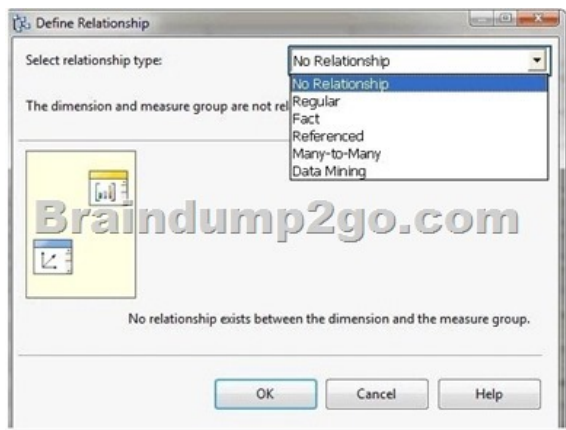 Define Relationship
Select relationship type:
No Relationship
No Relationship
Regular
The dimension and measure group are not rel
Fact
Referenced
Many-to-Many
Data Mining
Braindump2go.com
No relationship exists between the dimension and the measure group.
OK
Cancel
Help